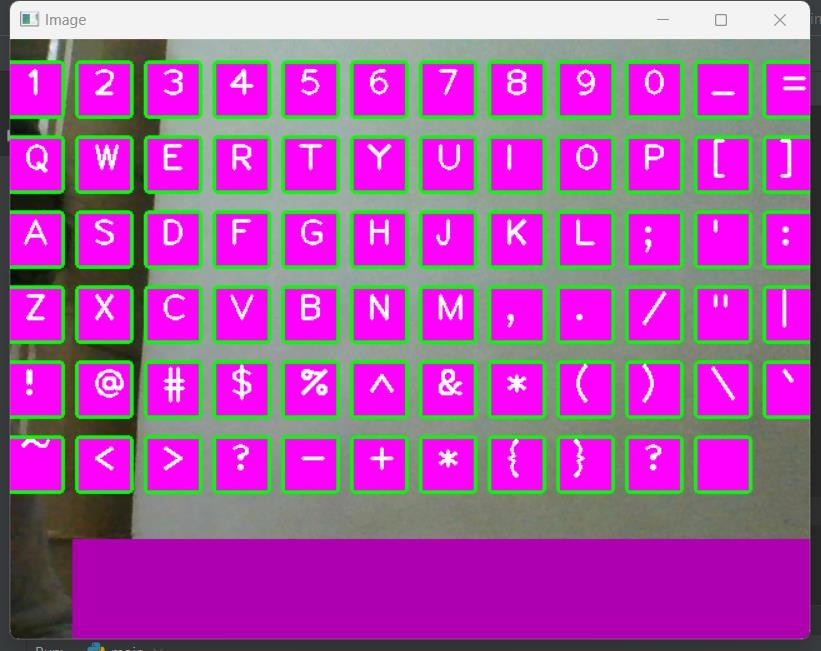 Image
1 2 3 4 5 6 7 8 9 0 _ =
Q W E R T Y U I O P [ ]
A S D F G H J K L ; ' :
Z X C V B N M , . / " |
! @ # $ % ^ & * ( ) \ `
~ < > ? - + * { } ?